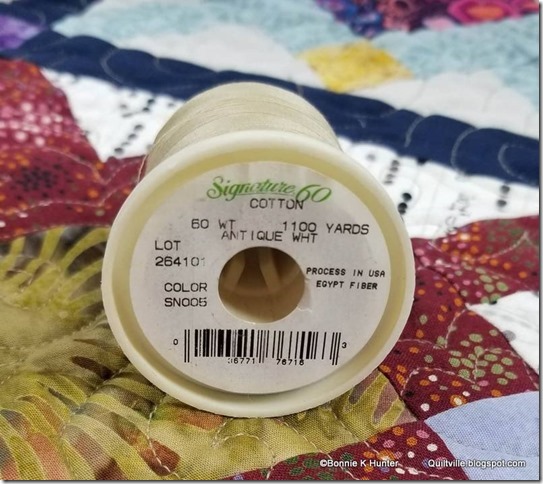 Signature 60
COTTON
60 WT 1100 YARDS
ANTIQUE WHT
LOT
264101
COLOR
SN005
PROCESS IN USA
EGYPT FIBER
0 36771 76716 3
©Bonnie K Hunter Quiltville.blogspot.com